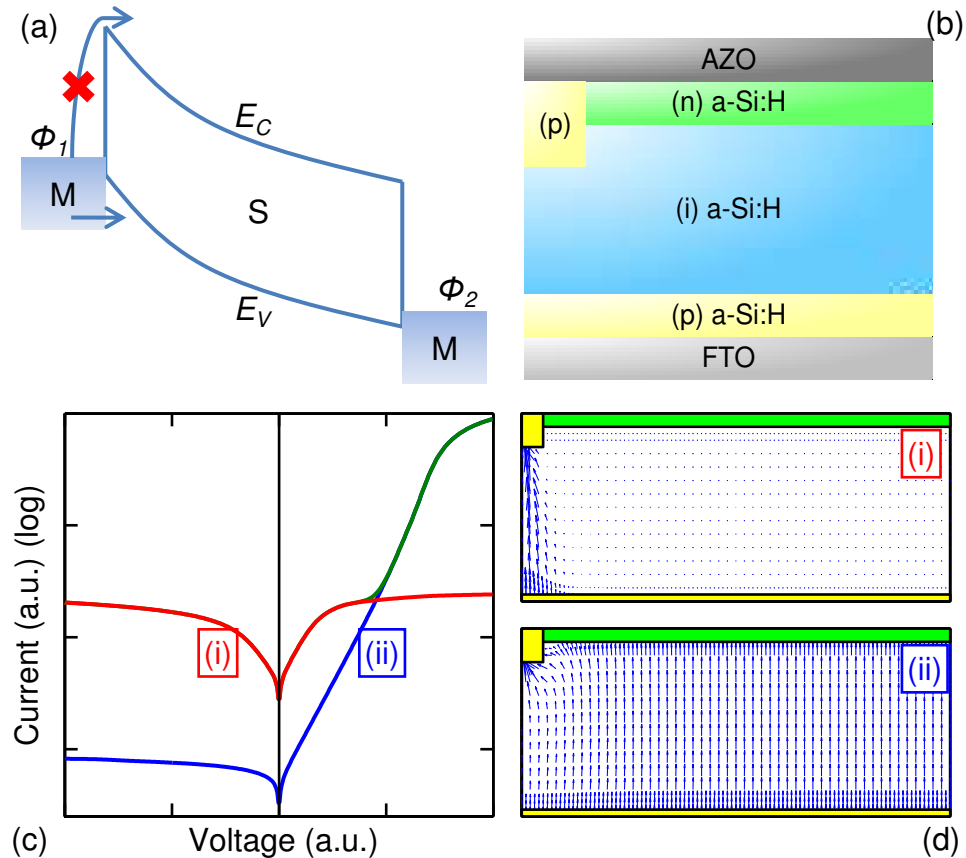 (a)
Φ1
M
EC
S
EV
Φ2
M
(b)
AZO
(n) a-Si:H
(p)
(i) a-Si:H
(p) a-Si:H
FTO
Current (a.u.) (log)
(i)
(ii)
Voltage (a.u.)
(c)
(i)
(ii)
(d)